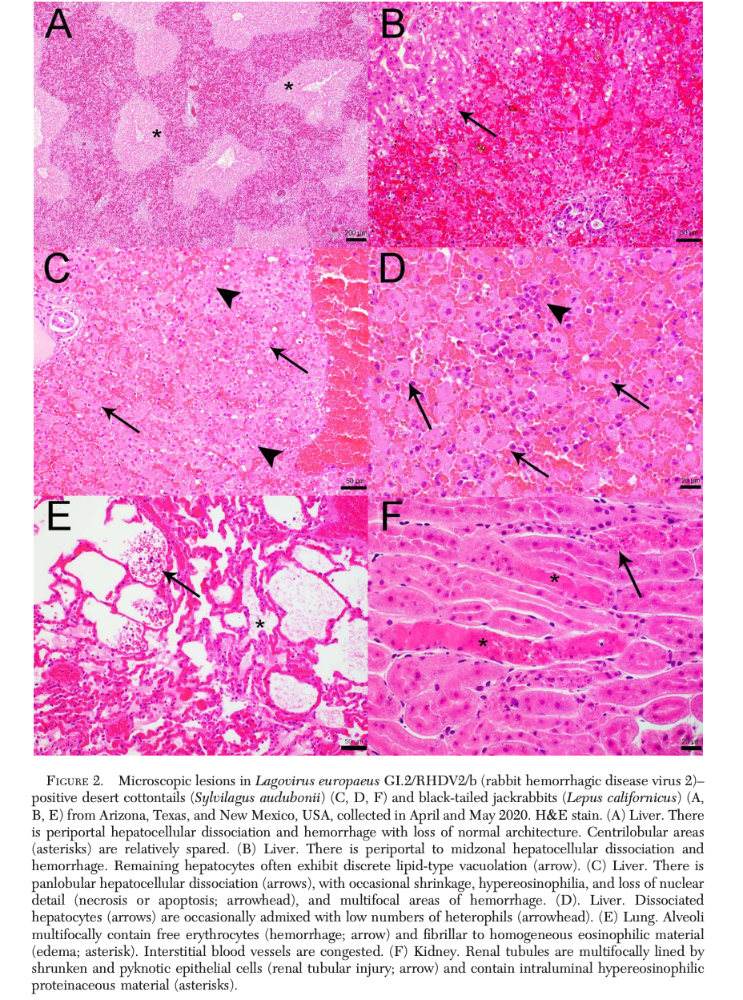 A
B
*
*
200 µm
50 µm
C
D
50 µm
20 µm
E
F
*
*
*
50 µm
20 µm
FIGURE 2. Microscopic lesions in Lagovirus europaeus GI.2/RHDV2/b (rabbit hemorrhagic disease virus 2)–
positive desert cottontails (Sylvilagus audubonii) (C, D, F) and black-tailed jackrabbits (Lepus californicus) (A,
B, E) from Arizona, Texas, and New Mexico, USA, collected in April and May 2020. H&E stain. (A) Liver. There
is periportal hepatocellular dissociation and hemorrhage with loss of normal architecture. Centrilobular areas
(asterisks) are relatively spared. (B) Liver. There is periportal to midzonal hepatocellular dissociation and
hemorrhage. Remaining hepatocytes often exhibit discrete lipid-type vacuolation (arrow). (C) Liver. There is
panlobular hepatocellular dissociation (arrows), with occasional shrinkage, hypereosinophilia, and loss of nuclear
detail (necrosis or apoptosis; arrowhead), and multifocal areas of hemorrhage. (D). Liver. Dissociated
hepatocytes (arrows) are occasionally admixed with low numbers of heterophils (arrowhead). (E) Lung. Alveoli
multifocally contain free erythrocytes (hemorrhage; arrow) and fibrillar to homogeneous eosinophilic material
(edema; asterisk). Interstitial blood vessels are congested. (F) Kidney. Renal tubules are multifocally lined by
shrunken and pyknotic epithelial cells (renal tubular injury; arrow) and contain intraluminal hypereosinophilic
proteinaceous material (asterisks).